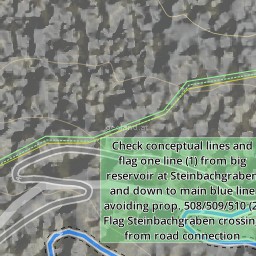 Check conceptual lines and
flag one line (1) from big
reservoir at Steinbachgraben
and down to main blue line
avoiding prop. 508/509/510 (2
Flag Steinbachgraben crossin
from road connection